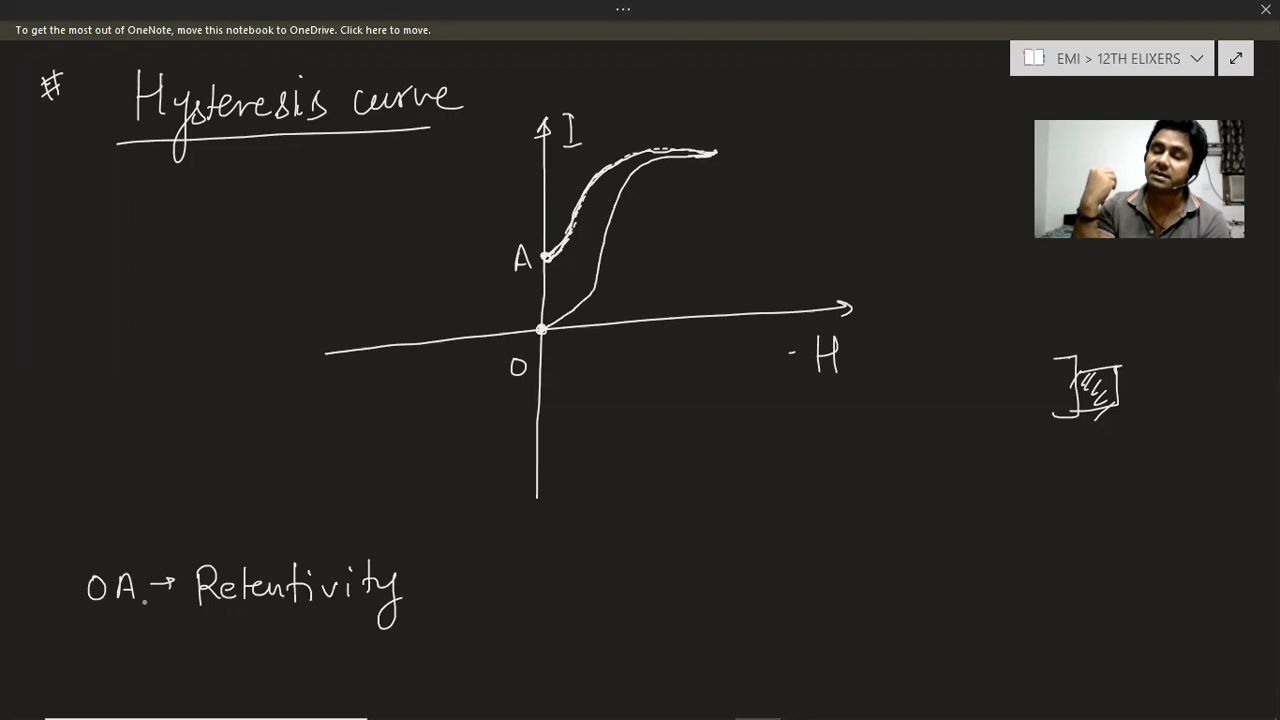 To get the most out of OneNote, move this notebook to OneDrive. Click here to move.
EMI > 12TH ELIXERS
# Hysteresis curve
I
A
O
H
OA → Retentivity